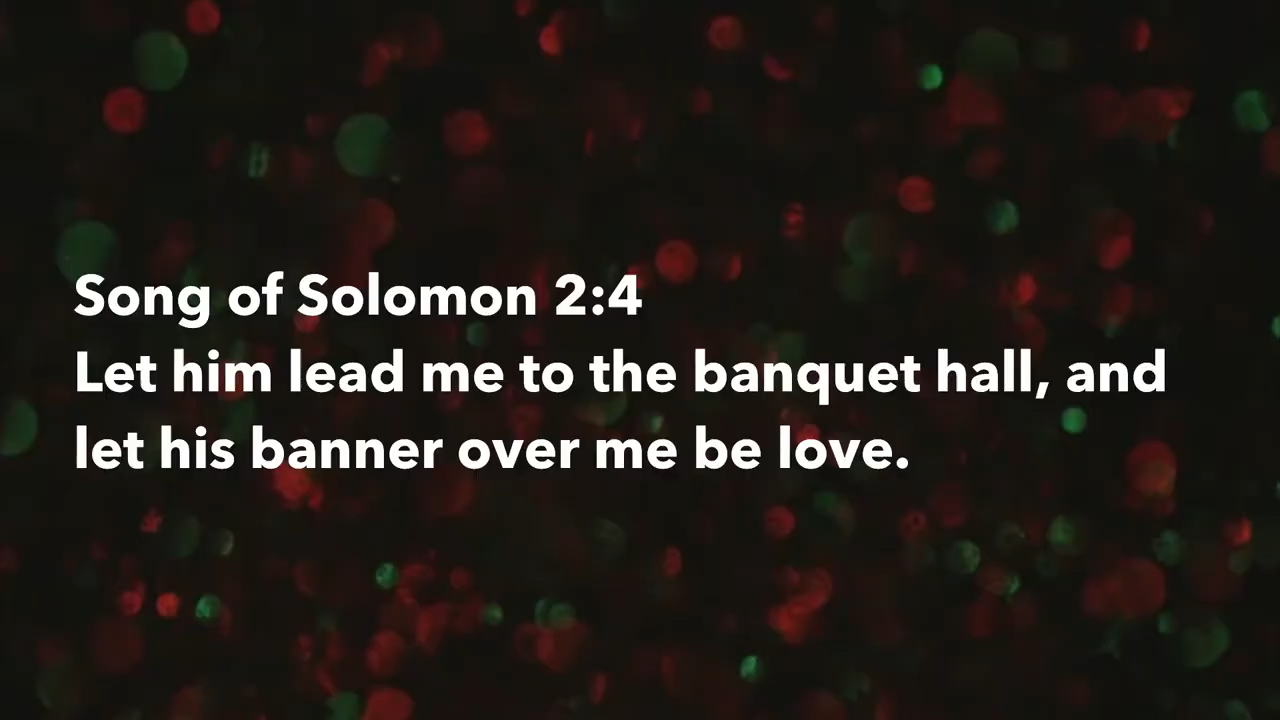 Song of Solomon 2:4
Let him lead me to the banquet hall, and
let his banner over me be love.